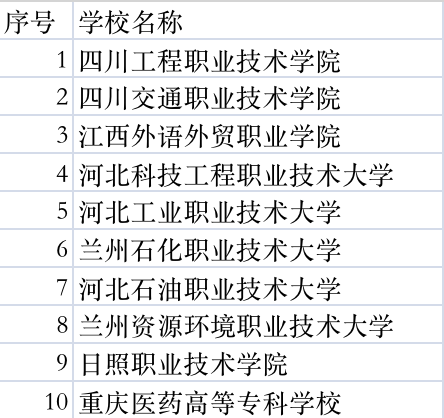 序号 学校名称
1 四川工程职业技术学院
2 四川交通职业技术学院
3 江西外语外贸职业学院
4 河北科技工程职业技术大学
5 河北工业职业技术大学
6 兰州石化职业技术大学
7 河北石油职业技术大学
8 兰州资源环境职业技术大学
9 日照职业技术学院
10 重庆医药高等专科学校